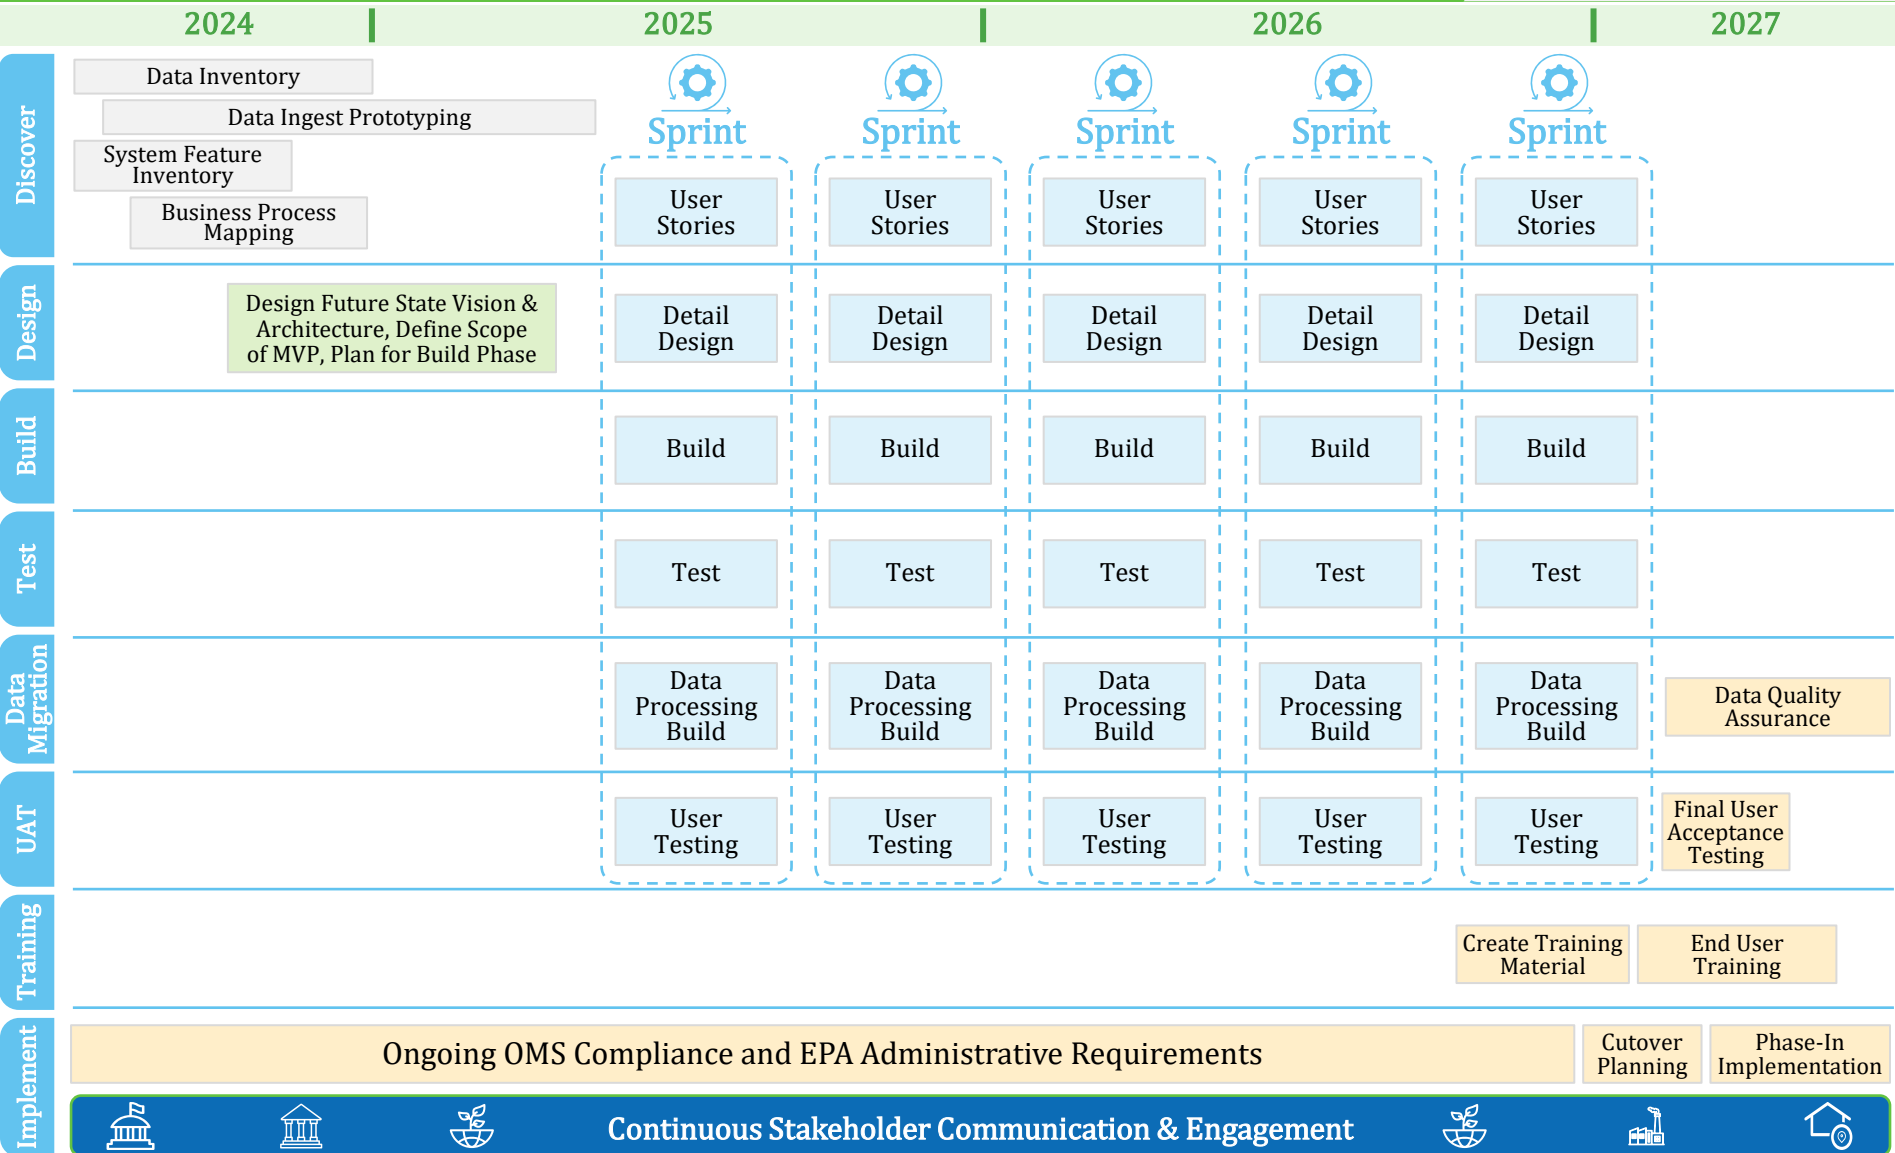 2024
2025
2026
2027
Discover
Data Inventory
Data Ingest Prototyping
System Feature
Inventory
Business Process
Mapping
Sprint
Sprint
Sprint
Sprint
Sprint
User
Stories
User
Stories
User
Stories
User
Stories
User
Stories
Design
Design Future State Vision &
Architecture, Define Scope
of MVP, Plan for Build Phase
Detail
Design
Detail
Design
Detail
Design
Detail
Design
Detail
Design
Build
Build
Build
Build
Build
Build
Test
Test
Test
Test
Test
Test
Data
Migration
Data
Processing
Build
Data
Processing
Build
Data
Processing
Build
Data
Processing
Build
Data
Processing
Build
Data Quality
Assurance
UAT
User
Testing
User
Testing
User
Testing
User
Testing
User
Testing
Final User
Acceptance
Testing
Training
Create Training
Material
End User
Training
Implement
Ongoing OMS Compliance and EPA Administrative Requirements
Cutover
Planning
Phase-In
Implementation
Continuous Stakeholder Communication & Engagement